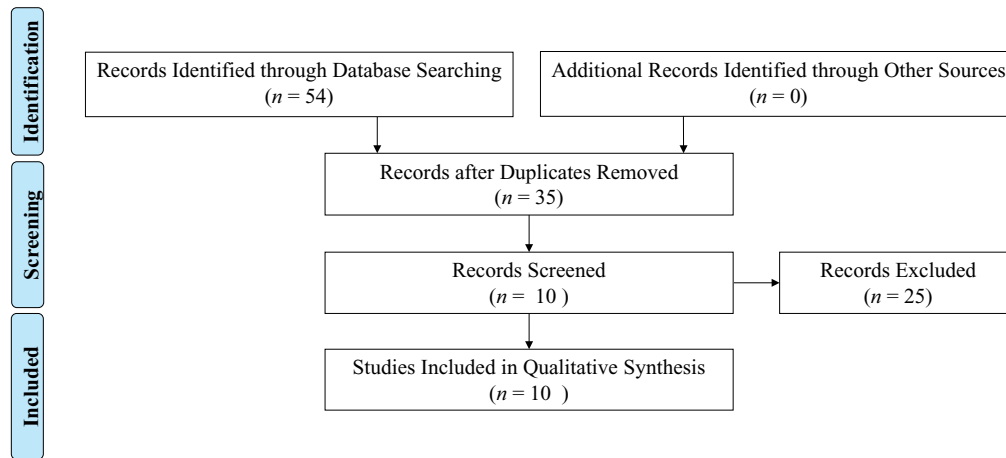 Identification
Records Identified through Database Searching
(n = 54)
Additional Records Identified through Other Sources
(n = 0)
Screening
Records after Duplicates Removed
(n = 35)
Records Screened
(n = 10 )
Records Excluded
(n = 25)
Included
Studies Included in Qualitative Synthesis
(n = 10 )